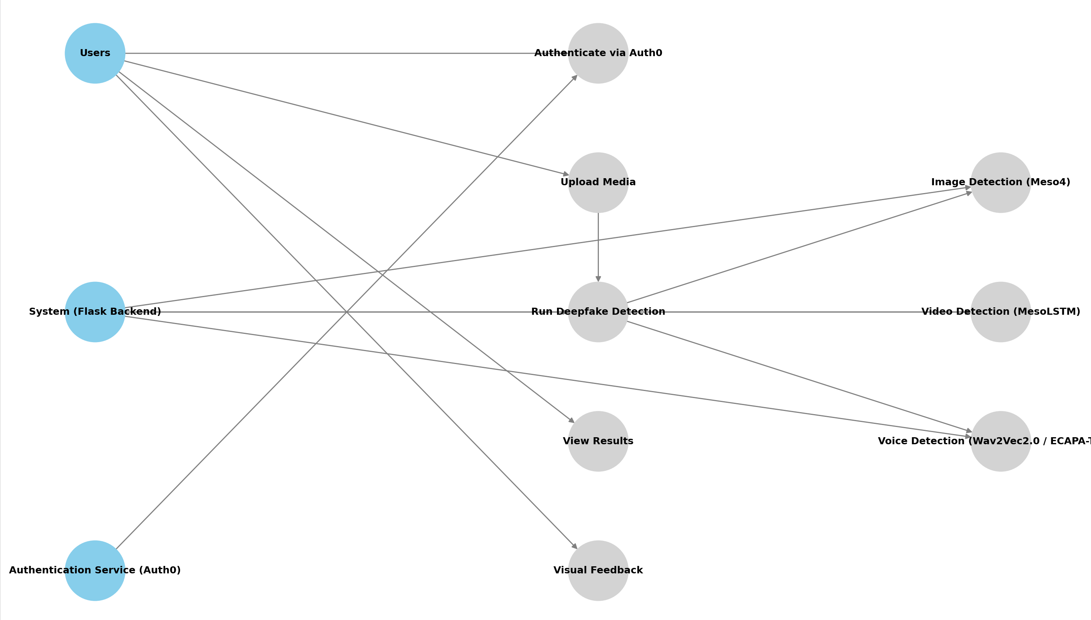 Users
Authenticate via Auth0
Upload Media
Image Detection (Meso4)
System (Flask Backend)
Run Deepfake Detection
Video Detection (MesoLSTM)
View Results
Voice Detection (Wav2Vec2.0 / ECAPA-T
Authentication Service (Auth0)
Visual Feedback